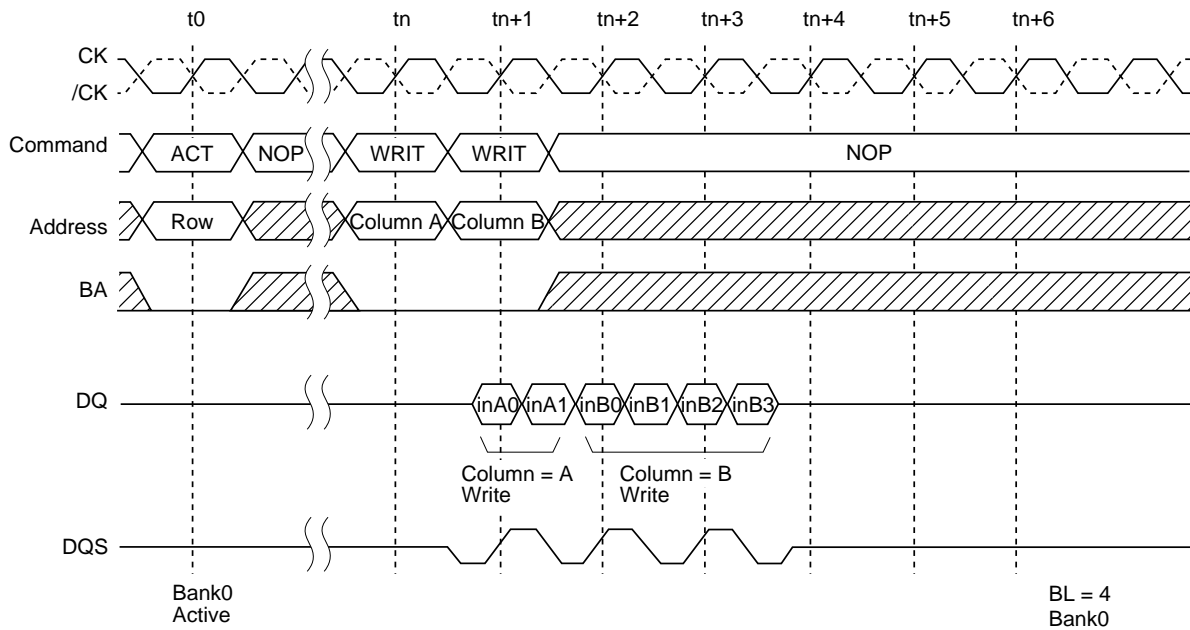 t0 tn tn+1 tn+2 tn+3 tn+4 tn+5 tn+6
CK
/CK
Command ACT NOP WRIT WRIT NOP
Address Row Column A Column B
BA
DQ inA0 inA1 inB0 inB1 inB2 inB3
Column = A Column = B
Write Write
DQS
Bank0 BL = 4
Active Bank0